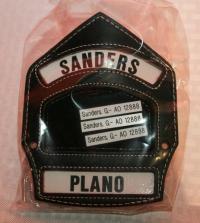 SANDERS
Sanders, G.- AO 12888
Sanders, G.- AO 12888
Sanders, G.- AO 12888
PLANO